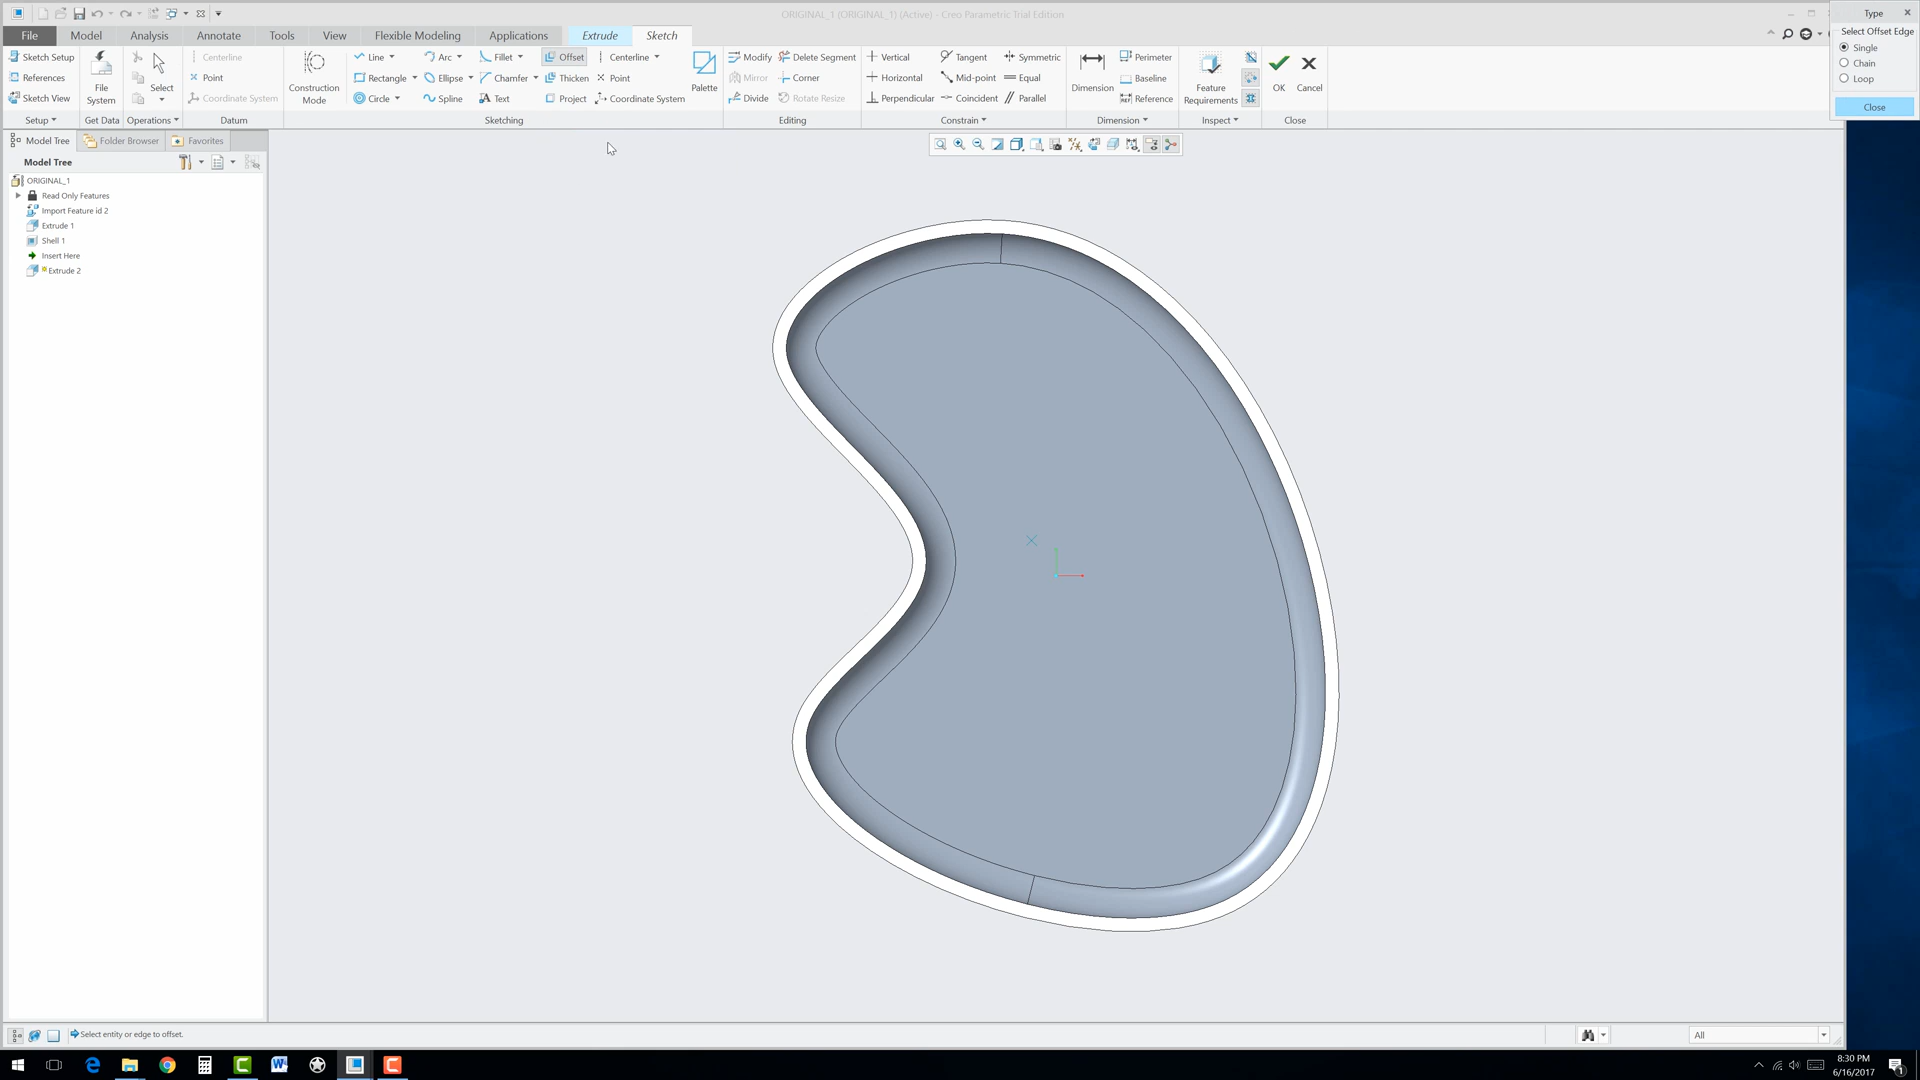 ORIGINAL_1 (ORIGINAL_1) (Active) - Creo Parametric Trial Edition
File Model Analysis Annotate Tools View Flexible Modeling Applications Extrude Sketch
Sketch Setup
References
Sketch View
Setup
File System
Get Data
Select
Operations
Centerline
Point
Coordinate System
Datum
Construction Mode
Line Arc Fillet Offset Centerline
Rectangle Ellipse Chamfer Thicken Point
Circle Spline Text Project Coordinate System
Palette
Sketching
Modify Delete Segment
Mirror Corner
Divide Rotate Resize
Editing
Vertical Tangent Symmetric
Horizontal Mid-point Equal
Perpendicular Coincident Parallel
Constrain
Dimension
Perimeter
Baseline
Reference
Dimension
Feature Requirements
Inspect
OK Cancel
Close
Type
Select Offset Edge
Single
Chain
Loop
Close
Model Tree Folder Browser Favorites
Model Tree
ORIGINAL_1
Read Only Features
Import Feature id 2
Extrude 1
Shell 1
Insert Here
Extrude 2
Select entity or edge to offset.
All
8:30 PM
6/16/2017